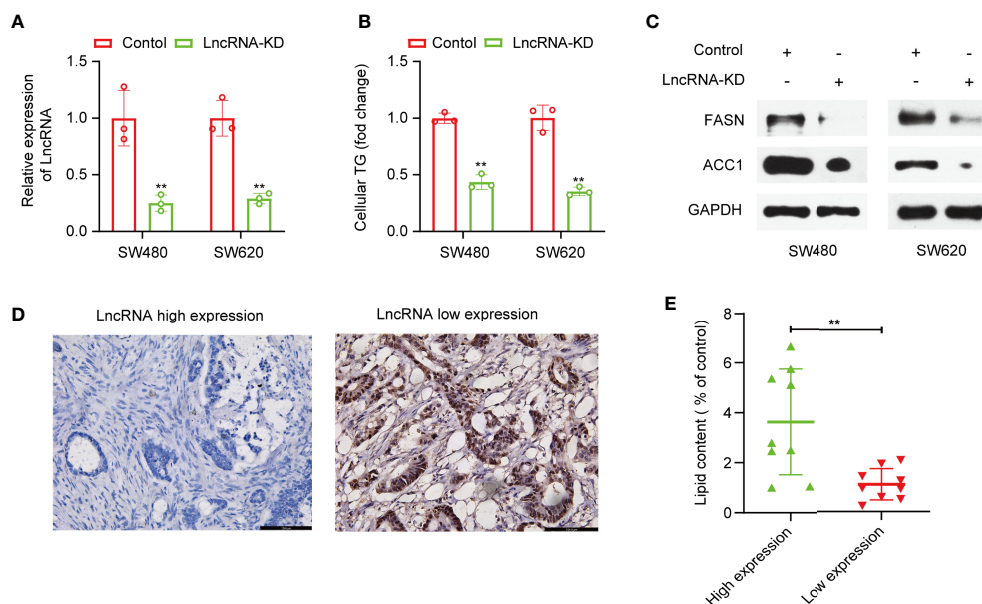 A
Contol LncRNA-KD
Relative expression
of LncRNA
1.5
1.0
0.5
0.0
**
**
SW480 SW620
B
Contol LncRNA-KD
Cellular TG (fod change)
1.5
1.0
0.5
0.0
**
**
SW480 SW620
C
Control + - + -
LncRNA-KD - + - +
FASN
ACC1
GAPDH
SW480 SW620
D
LncRNA high expression LncRNA low expression
E
Lipid content ( % of control)
8
6
4
2
0
**
High expression
Low expression